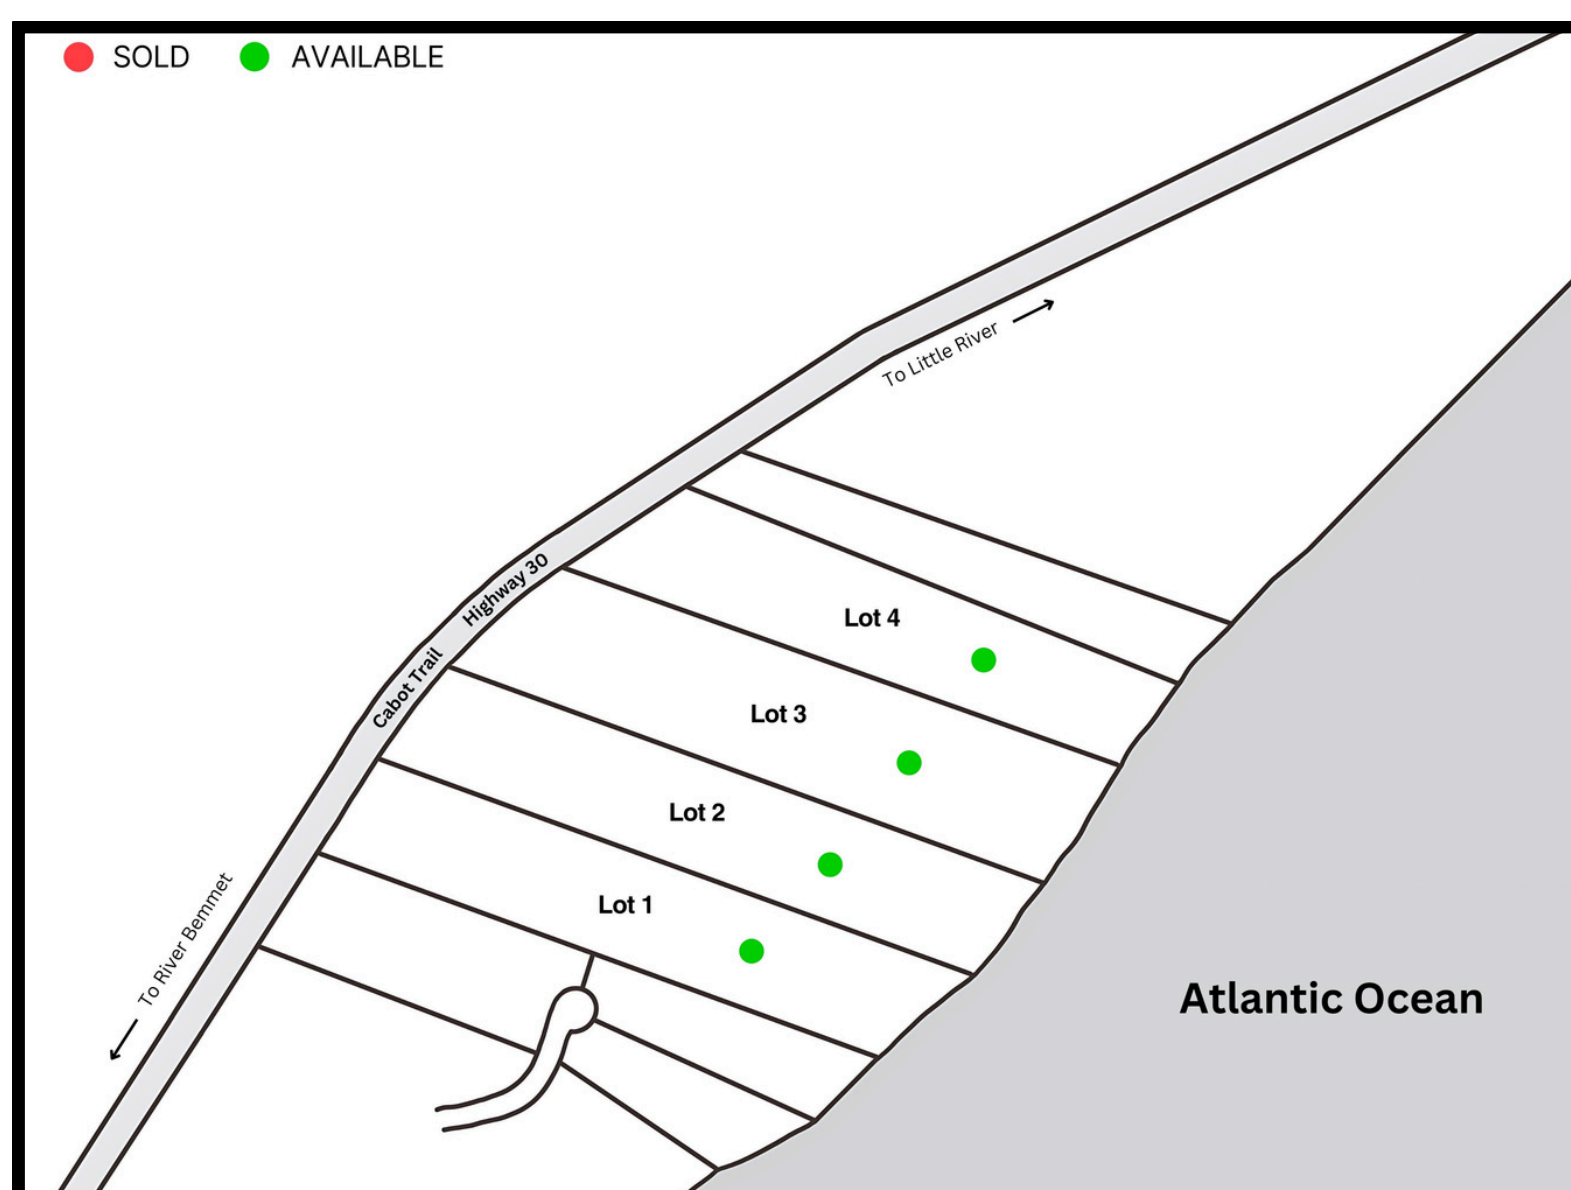 SOLD
AVAILABLE
To Little River
Highway 30
Cabot Trail
Lot 4
Lot 3
Lot 2
Lot 1
To River Bemmet
Atlantic Ocean